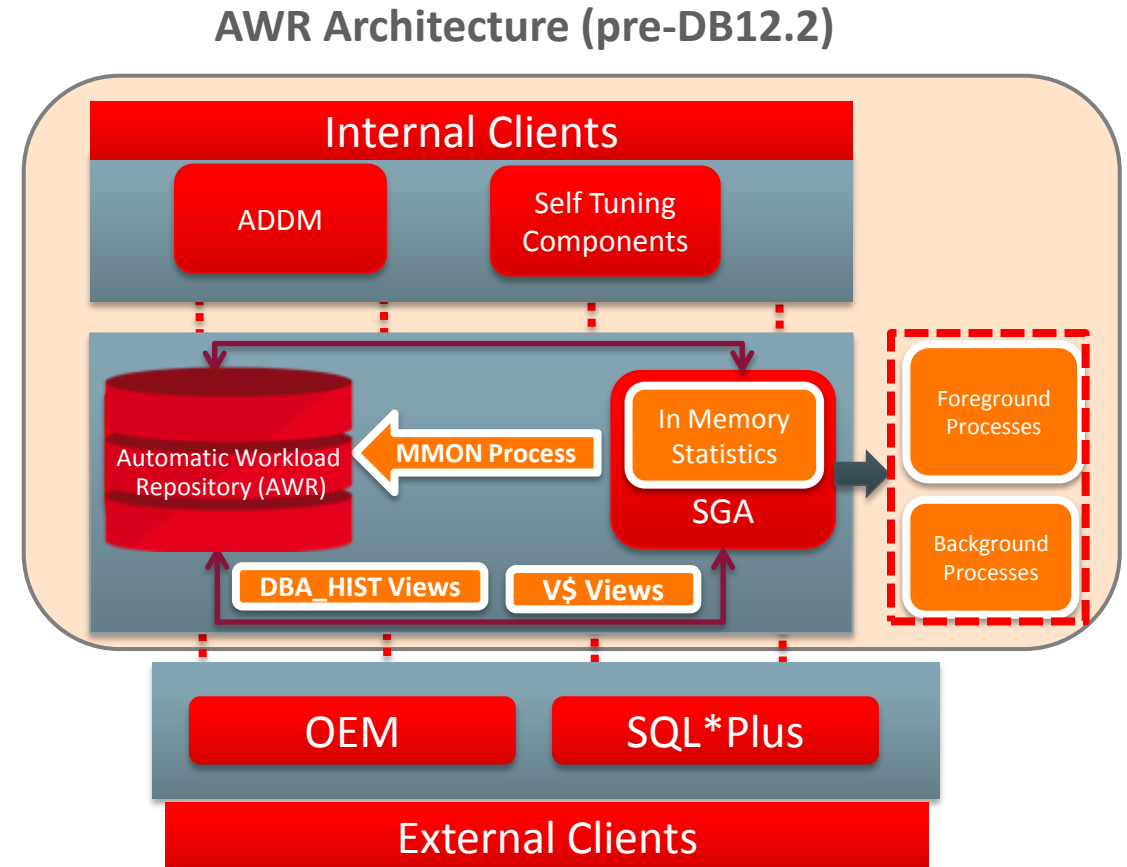 AWR Architecture (pre-DB12.2)
Internal Clients
ADDM
Self Tuning
Components
Automatic Workload
Repository (AWR)
MMON Process
In Memory
Statistics
SGA
Foreground
Processes
Background
Processes
DBA_HIST Views
V$ Views
OEM
SQL*Plus
External Clients